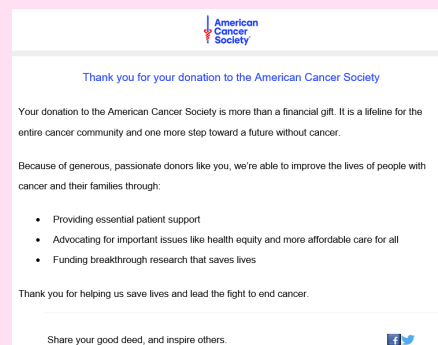 American
Cancer
Society
Thank you for your donation to the American Cancer Society
Your donation to the American Cancer Society is more than a financial gift. It is a lifeline for the
entire cancer community and one more step toward a future without cancer.
Because of generous, passionate donors like you, we're able to improve the lives of people with
cancer and their families through:
• Providing essential patient support
• Advocating for important issues like health equity and more affordable care for all
• Funding breakthrough research that saves lives
Thank you for helping us save lives and lead the fight to end cancer.
Share your good deed, and inspire others.